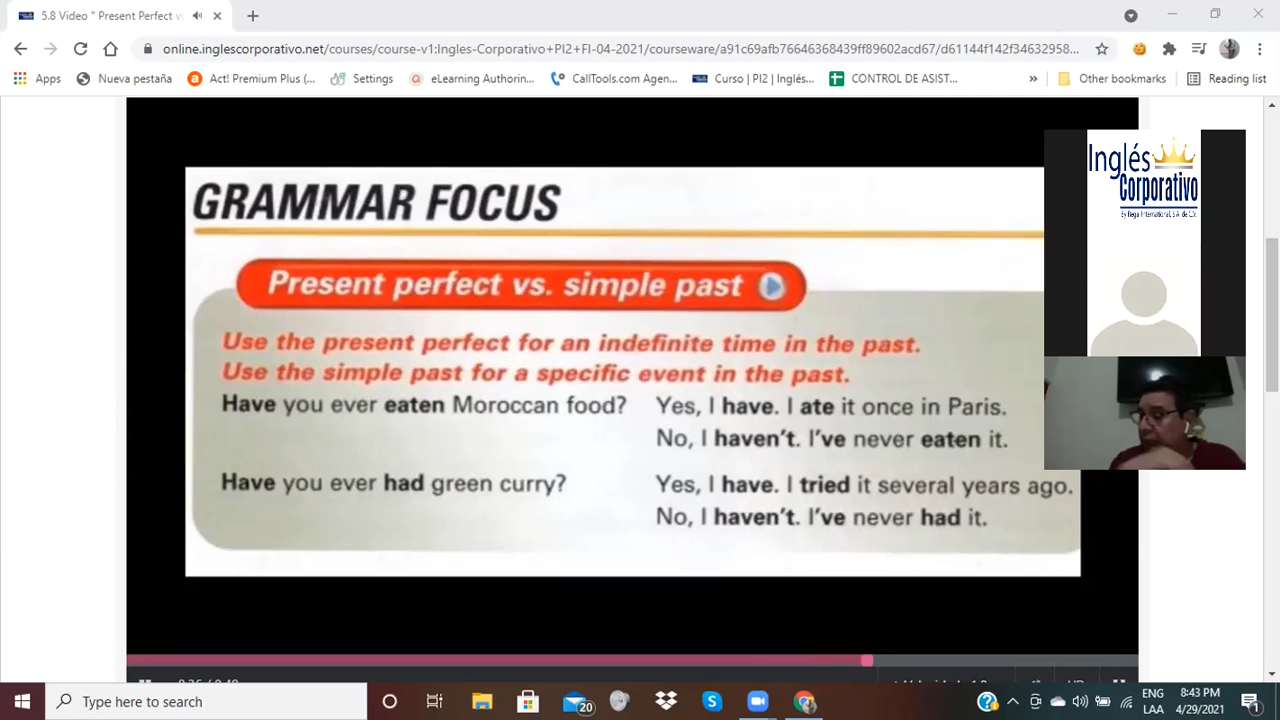 5.8 Video " Present Perfect vs
online.inglescorporativo.net/courses/course-v1:Ingles-Corporativo+PI2+FI-04-2021/courseware/a91c69afb76646368439ff89602acd67/d61144f142f34632958...
Apps
Nueva pestaña
Act! Premium Plus (...
Settings
eLearning Authorin...
CallTools.com Agen...
Curso | PI2 | Inglés...
CONTROL DE ASIST...
»
Other bookmarks
Reading list
GRAMMAR FOCUS
Present perfect vs. simple past
Use the present perfect for an indefinite time in the past.
Use the simple past for a specific event in the past.
Have you ever eaten Moroccan food? Yes, I have. I ate it once in Paris.
No, I haven't. I've never eaten it.
Have you ever had green curry? Yes, I have. I tried it several years ago.
No, I haven't. I've never had it.
Inglés
Corporativo
Type here to search
20
ENG
LAA
8:43 PM
4/29/2021
1